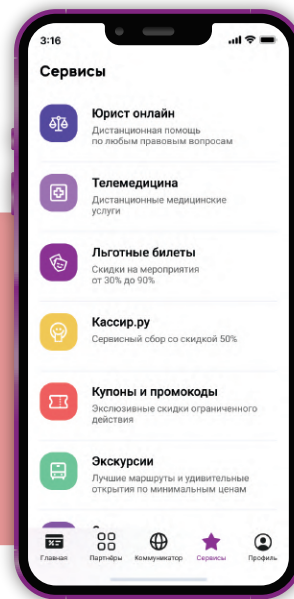 3:16
Сервисы
Юрист онлайн
Дистанционная помощь
по любым правовым вопросам
Телемедицина
Дистанционные медицинские
услуги
Льготные билеты
Скидки на мероприятия
от 30% до 90%
Кассир.ру
Сервисный сбор со скидкой 50%
Купоны и промокоды
Эксклюзивные скидки ограниченного
действия
Экскурсии
Лучшие маршруты и удивительные
открытия по минимальным ценам
Главная Партнёры Коммуникатор Сервисы Профиль